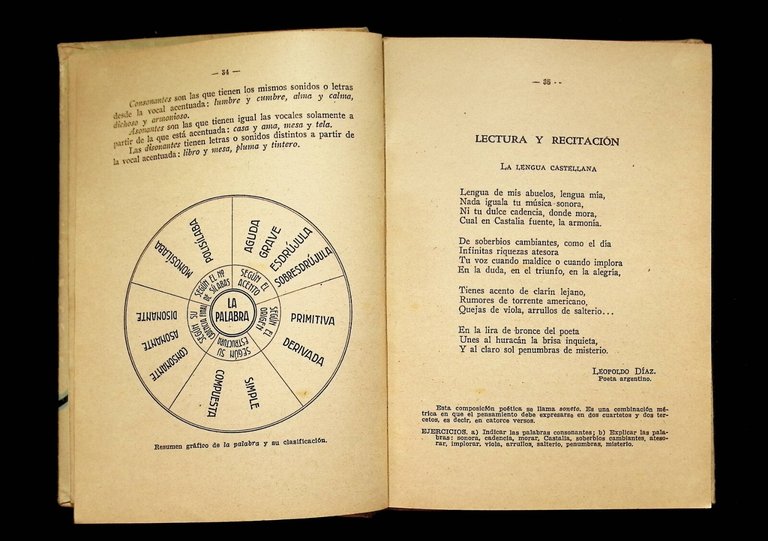 — 34 —
Consonantes son las que tienen los mismos sonidos o letras
desde la vocal acentuada: lumbre y cumbre, alma y calma,
dichoso y armonioso.
Asonantes son las que tienen igual las vocales solamente a
partir de la que está acentuada: casa y ama, mesa y tela.
Las disonantes tienen letras o sonidos distintos a partir de
la vocal acentuada: libro y mesa, pluma y tintero.
LA
PALABRA
SEGÚN EL Nº
DE SÍLABAS
MONOSÍLABA
POLISÍLABA
SEGÚN EL
ACENTO
AGUDA
GRAVE
ESDRÚJULA
SOBRESDRÚJULA
SEGÚN EL
ORIGEN
PRIMITIVA
DERIVADA
SEGÚN SU
ESTRUCTURA
SIMPLE
COMPUESTA
SEGÚN SU
FINAL
CONSONANTE
ASONANTE
DISONANTE
Resumen gráfico de la palabra y su clasificación.
— 35 - -
LECTURA Y RECITACIÓN
LA LENGUA CASTELLANA
Lengua de mis abuelos, lengua mía,
Nada iguala tu música sonora,
Ni tu dulce cadencia, donde mora,
Cual en Castalia fuente, la armonía.
De soberbios cambiantes, como el día
Infinitas riquezas atesora
Tu voz cuando maldice o cuando implora
En la duda, en el triunfo, en la alegría,
Tienes acento de clarín lejano,
Rumores de torrente americano,
Quejas de viola, arrullos de salterio...
En la lira de bronce del poeta
Unes al huracán la brisa inquieta,
Y al claro sol penumbras de misterio.
LEOPOLDO DÍAZ.
Poeta argentino.
Esta composición poética se llama soneto. Es una combinación mé-
trica en que el pensamiento debe expresarse en dos cuartetos y dos ter-
cetos, es decir, en catorce versos.
EJERCICIOS. a) Indicar las palabras consonantes; b) Explicar las pala-
bras: sonora, cadencia, morar, Castalia, soberbios cambiantes, ateso-
rar, implorar, viola, arrullos, salterio, penumbras, misterio.